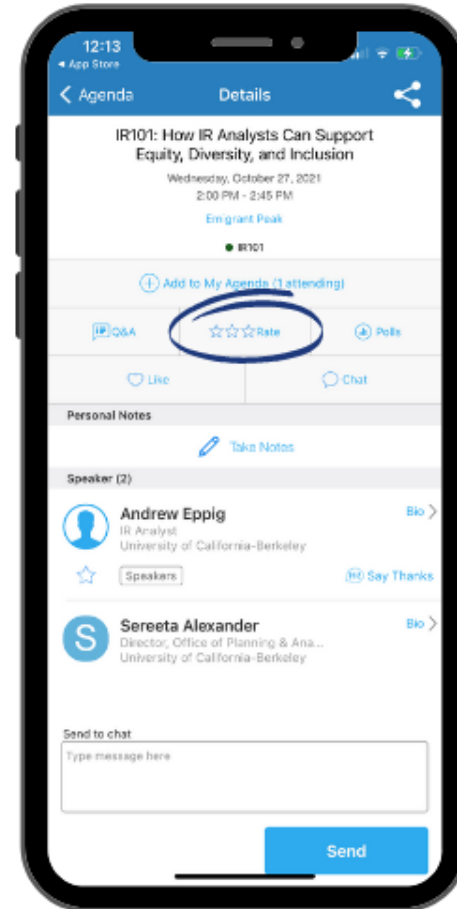 12:13
◀ App Store
Agenda
Details
IR101: How IR Analysts Can Support
Equity, Diversity, and Inclusion
Wednesday, October 27, 2021
2:00 PM - 2:45 PM
Emigrant Peak
IR101
Add to My Agenda (1 attending)
Q&A
Rate
Polls
Like
Chat
Personal Notes
Take Notes
Speaker (2)
Andrew Eppig
Bio
IR Analyst
University of California-Berkeley
Speakers
Say Thanks
S
Sereeta Alexander
Bio
Director, Office of Planning & Ana...
University of California-Berkeley
Send to chat
Type message here
Send